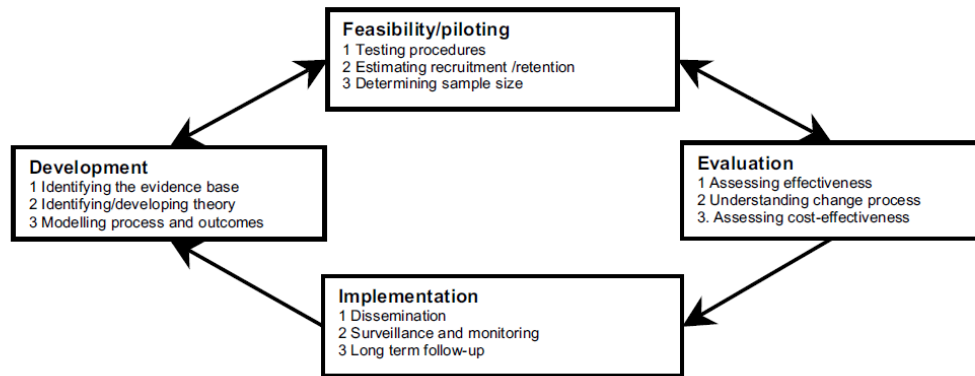 Feasibility/piloting
1 Testing procedures
2 Estimating recruitment /retention
3 Determining sample size
Development
1 Identifying the evidence base
2 Identifying/developing theory
3 Modelling process and outcomes
Evaluation
1 Assessing effectiveness
2 Understanding change process
3. Assessing cost-effectiveness
Implementation
1 Dissemination
2 Surveillance and monitoring
3 Long term follow-up